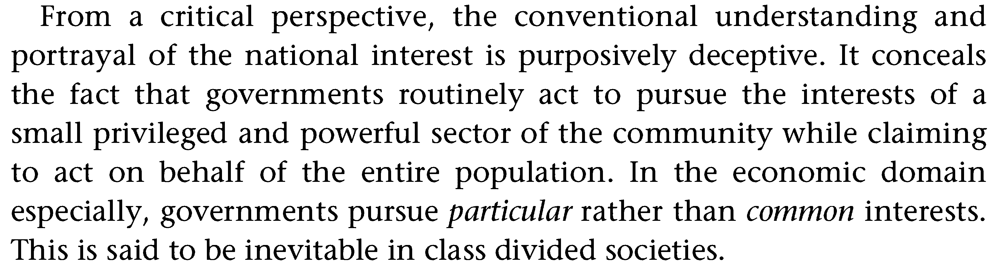 From a critical perspective, the conventional understanding and
portrayal of the national interest is purposively deceptive. It conceals
the fact that governments routinely act to pursue the interests of a
small privileged and powerful sector of the community while claiming
to act on behalf of the entire population. In the economic domain
especially, governments pursue particular rather than common interests.
This is said to be inevitable in class divided societies.